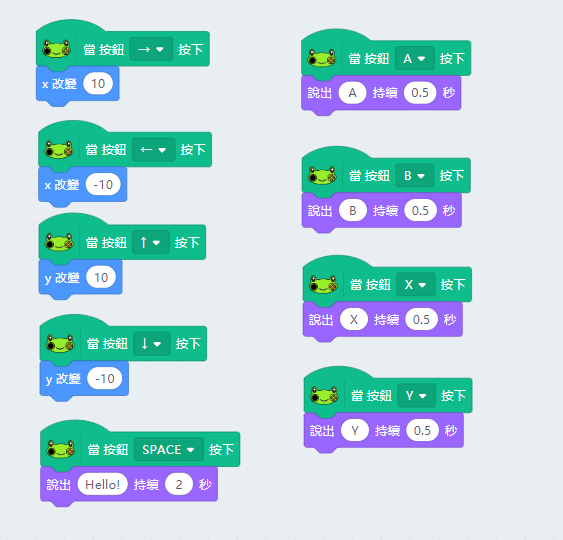 當 按鈕 → 按下
x 改變 10
當 按鈕 ← 按下
x 改變 -10
當 按鈕 ↑ 按下
y 改變 10
當 按鈕 ↓ 按下
y 改變 -10
當 按鈕 SPACE 按下
說出 Hello! 持續 2 秒
當 按鈕 A 按下
說出 A 持續 0.5 秒
當 按鈕 B 按下
說出 B 持續 0.5 秒
當 按鈕 X 按下
說出 X 持續 0.5 秒
當 按鈕 Y 按下
說出 Y 持續 0.5 秒